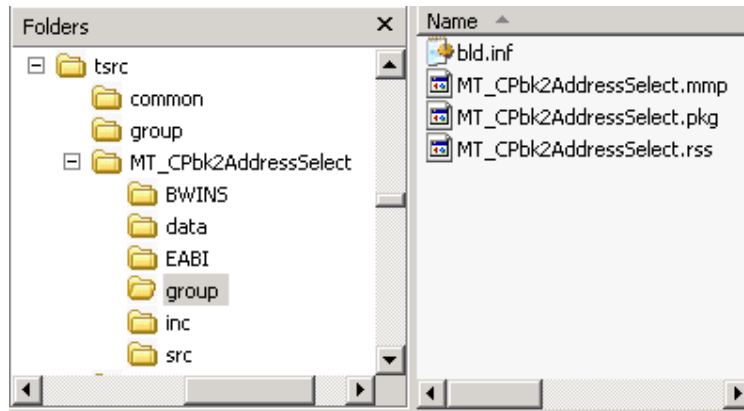 Folders
tsrc
common
group
MT_CPbk2AddressSelect
BWINS
data
EABI
group
inc
src
Name
bld.inf
MT_CPbk2AddressSelect.mmp
MT_CPbk2AddressSelect.pkg
MT_CPbk2AddressSelect.rss